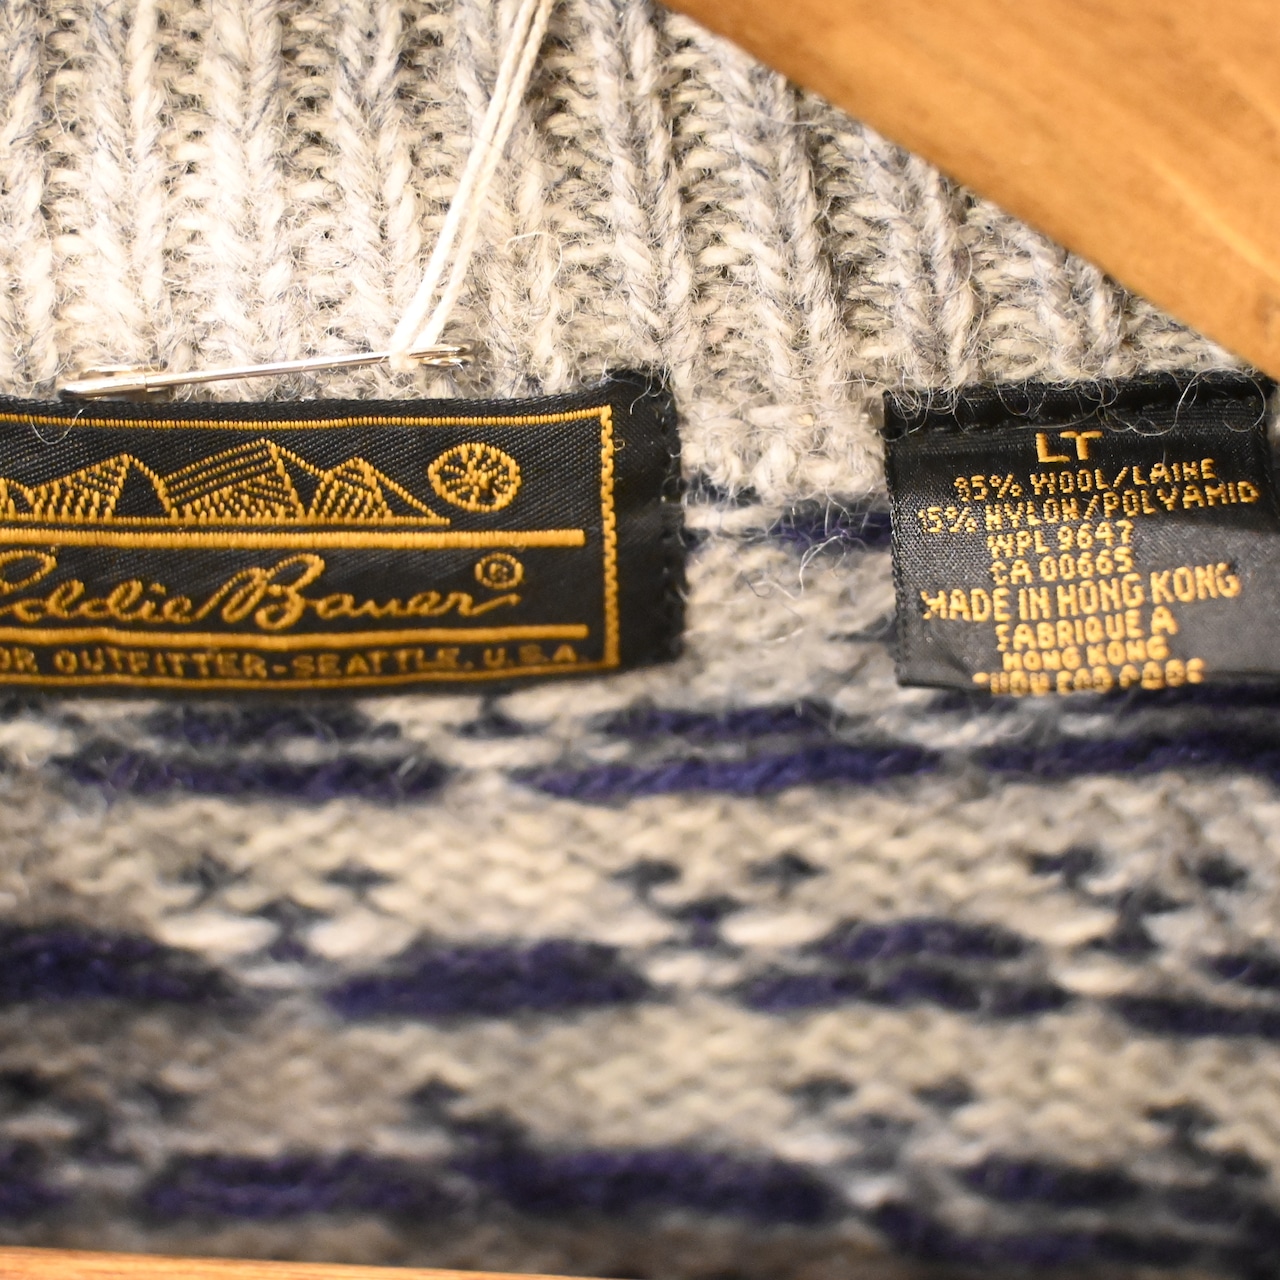 Eddie Bauer ®
OR OUTFITTER-SEATTLE, U.S.A.
LT
85% WOOL/LAINE
15% NYLON/POLYAMID
WPL 9647
CA 00665
MADE IN HONG KONG
FABRIQUE A
HONG KONG